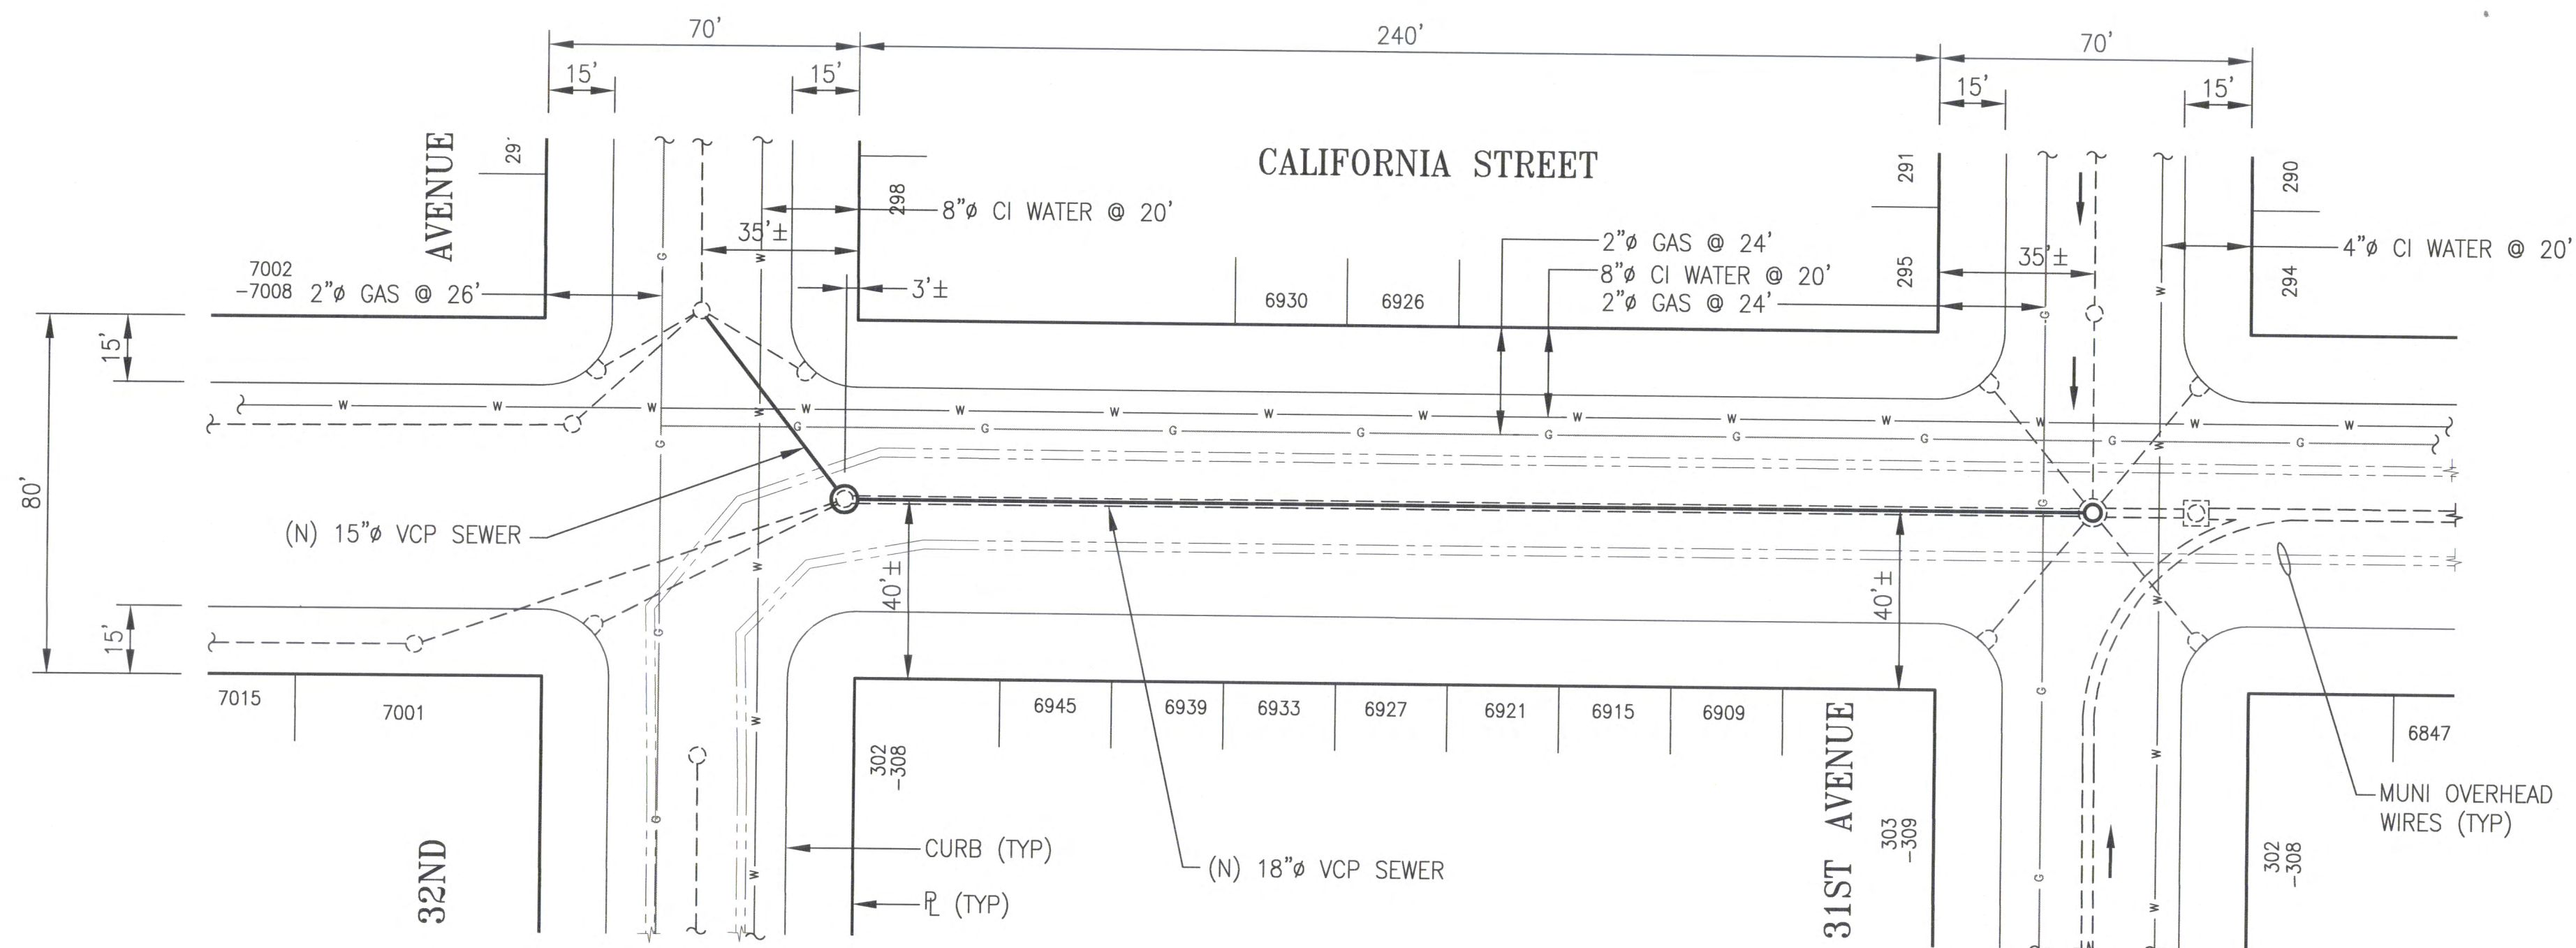 70'
240'
70'
15'
15'
15'
15'
CALIFORNIA STREET
AVENUE
29
298
291
290
8"ø CI WATER @ 20'
35'±
2"ø GAS @ 24'
4"ø CI WATER @ 20'
35'±
7002
-7008
2"ø GAS @ 26'
3'±
8"ø CI WATER @ 20'
2"ø GAS @ 24'
295
294
6930
6926
15'
80'
W W W W W W W W W W W W W W
G G G G G G G G G
(N) 15"ø VCP SEWER
40'±
40'±
15'
7015
7001
6945
6939
6933
6927
6921
6915
6909
6847
302
-308
31ST AVENUE
303
-309
302
-308
MUNI OVERHEAD
WIRES (TYP)
32ND
CURB (TYP)
(N) 18"ø VCP SEWER
PL (TYP)